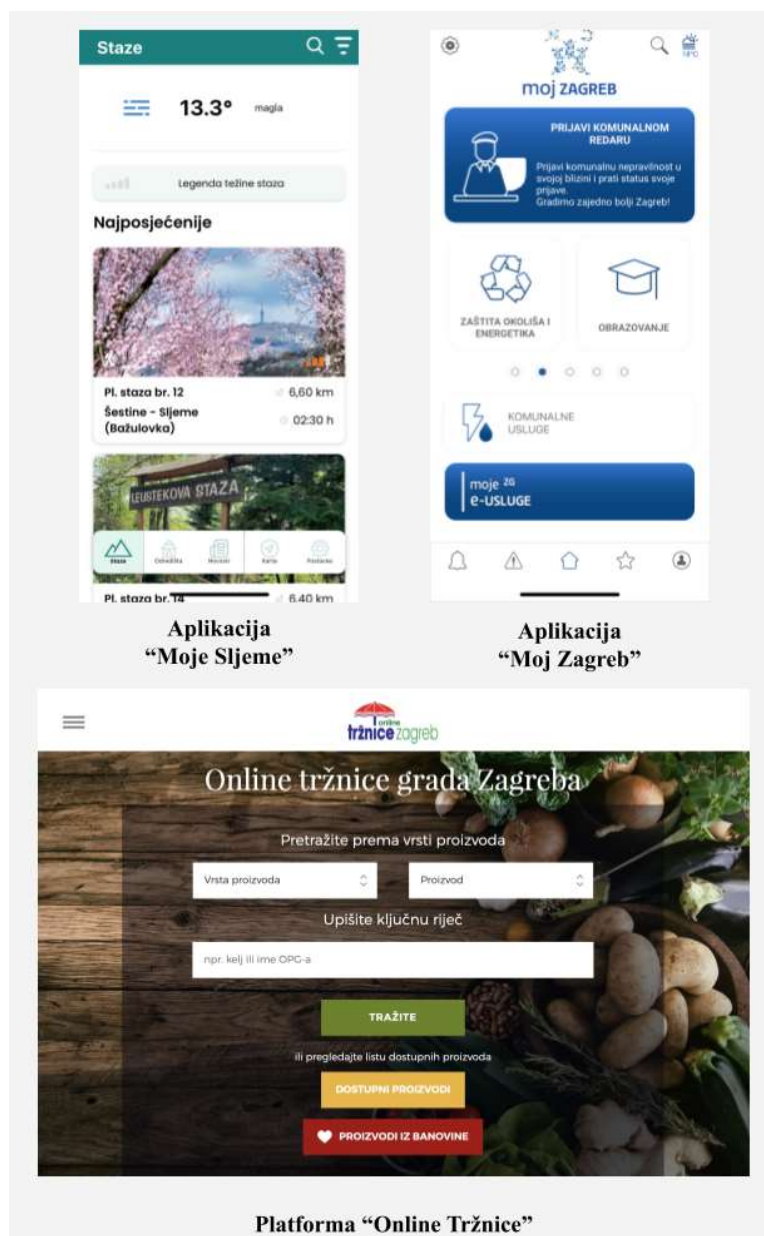 Staze
13.3° magla
Legenda težine staza
Najposjećenije
Pl. staza br. 12 6,60 km
Šestine - Sljeme
(Bažulovka) 02:30 h
LEUSTEKOVA STAZA
Staze Odredišta Novosti Karta Postavke
Pl. staza br. 14 6,40 km
Aplikacija
“Moje Sljeme”
moj ZAGREB
PRIJAVI KOMUNALNOM
REDARU
Prijavi komunalnu nepravilnost u
svojoj blizini i prati status svoje
prijave.
Gradimo zajedno bolji Zagreb!
ZAŠTITA OKOLIŠA I
ENERGETIKA
OBRAZOVANJE
KOMUNALNE
USLUGE
moje ZG
e-USLUGE
Aplikacija
“Moj Zagreb”
online
tržnice zagreb
Online tržnice grada Zagreba
Pretražite prema vrsti proizvoda
Vrsta proizvoda Proizvod
Upišite ključnu riječ
npr. kelj ili ime OPG-a
TRAŽITE
ili pregledajte listu dostupnih proizvoda
DOSTUPNI PROIZVODI
PROIZVODI IZ BANOVINE
Platforma “Online Tržnice”